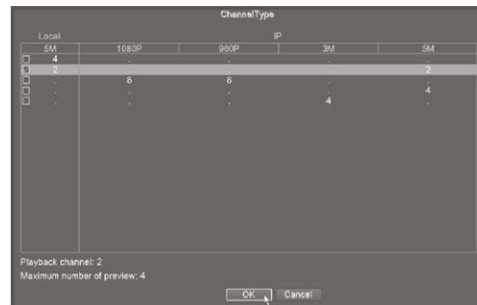 ChannelType
Local IP
5M 1080P 960P 3M 5M
4 . . . .
2 . . . 2
. 8 8 . .
. . . . 4
. . . 4 .
Playback channel: 2
Maximum number of preview: 4
OK Cancel